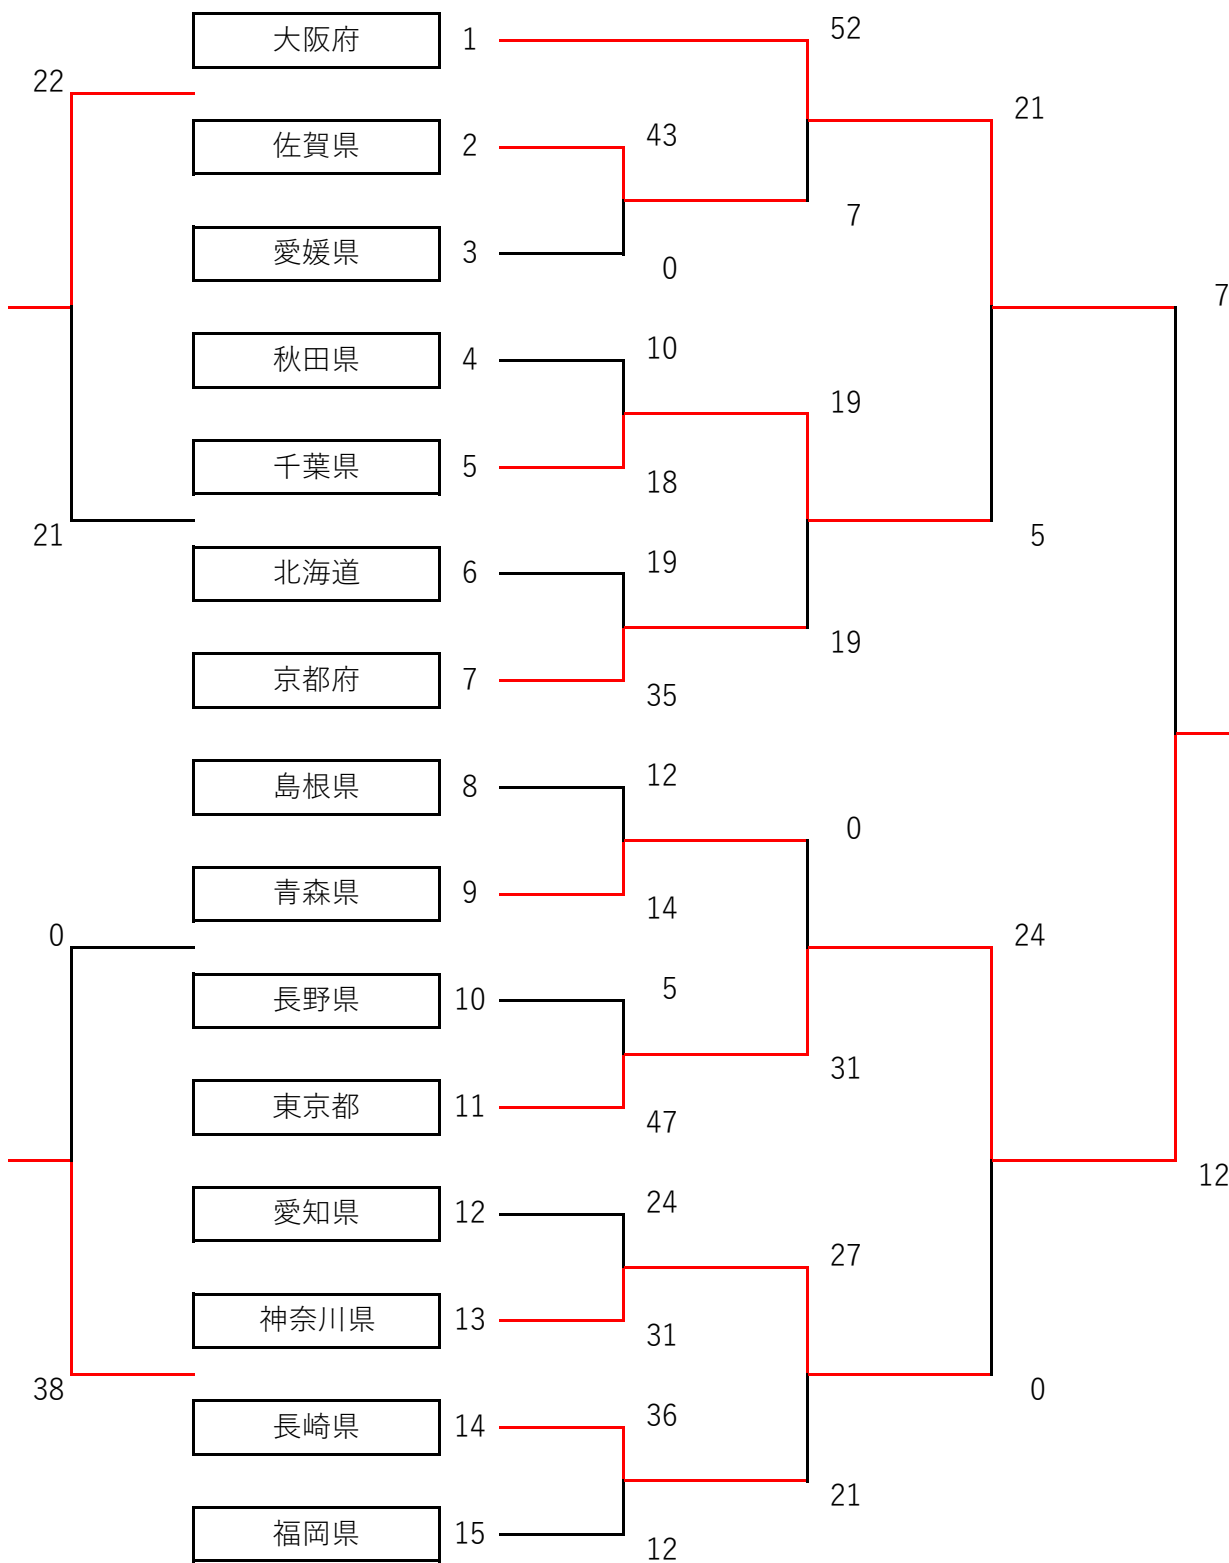 大阪府 1 52
22
21
佐賀県 2 43
7
愛媛県 3 0
7
秋田県 4 10
19
千葉県 5 18
21 5
北海道 6 19
19
京都府 7 35
島根県 8 12
0
青森県 9 14
0 24
長野県 10 5
31
東京都 11 47
12
愛知県 12 24
27
神奈川県 13 31
38 0
長崎県 14 36
21
福岡県 15 12